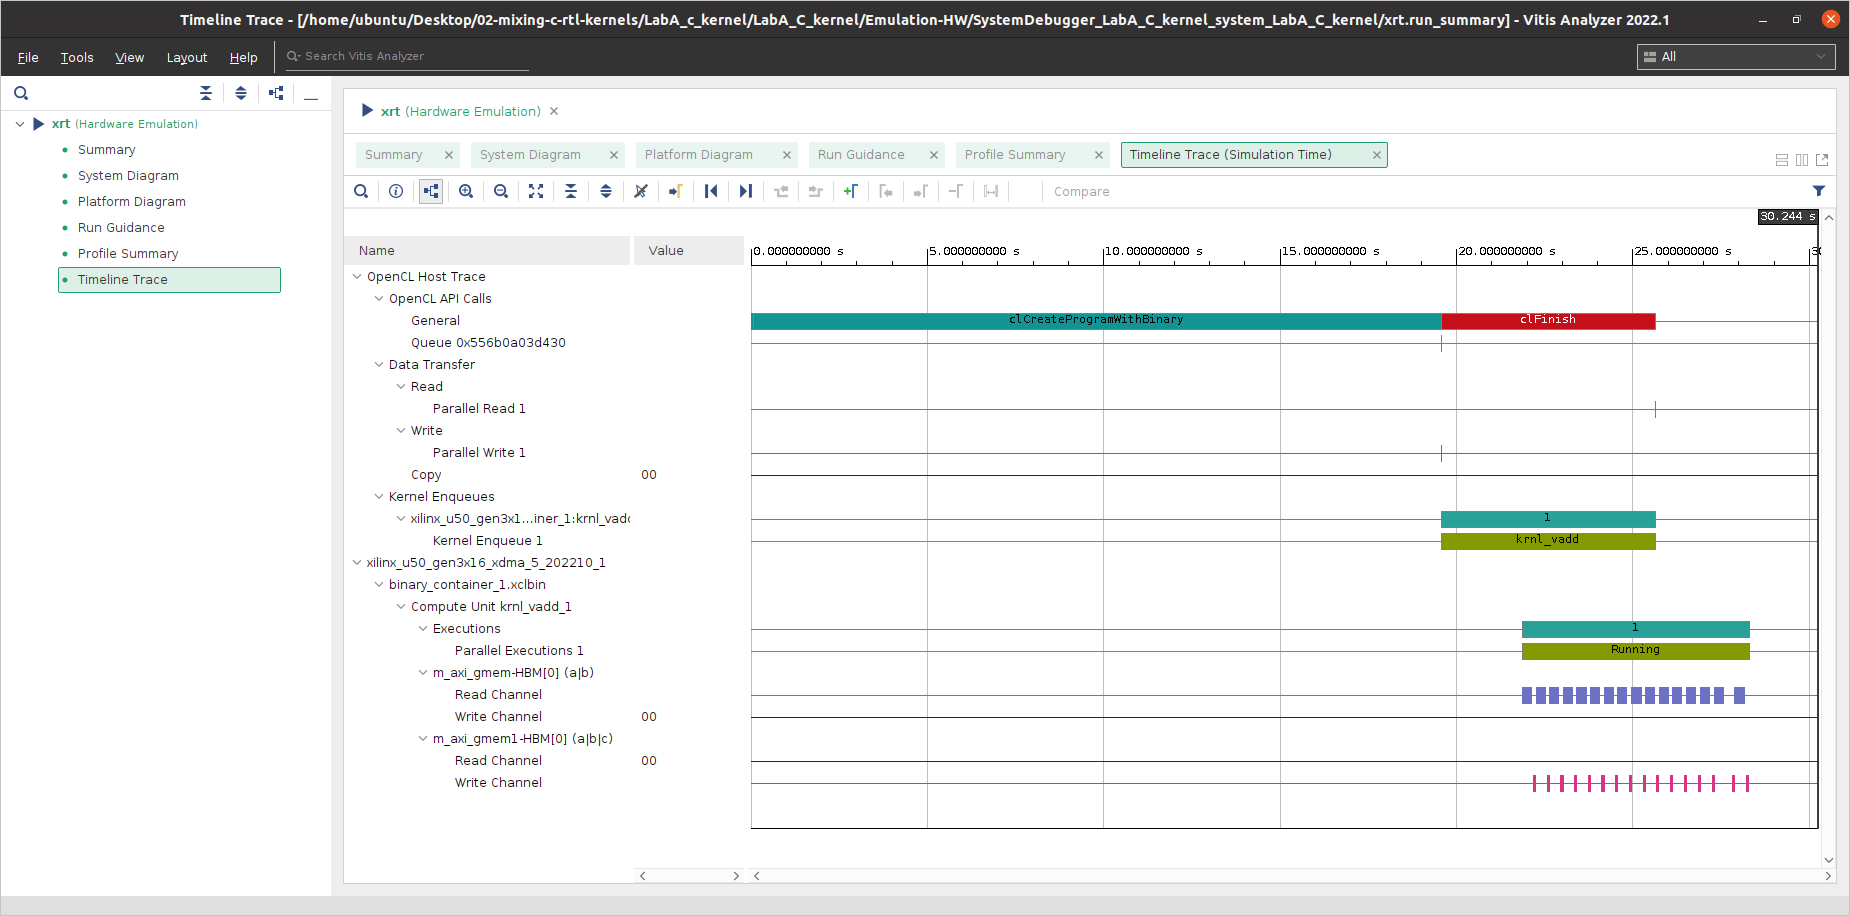 Timeline Trace - [/home/ubuntu/Desktop/02-mixing-c-rtl-kernels/LabA_c_kernel/LabA_C_kernel/Emulation-HW/SystemDebugger_LabA_C_kernel_system_LabA_C_kernel/xrt.run_summary] - Vitis Analyzer 2022.1
File Tools View Layout Help Search Vitis Analyzer All
xrt (Hardware Emulation)
Summary
System Diagram
Platform Diagram
Run Guidance
Profile Summary
Timeline Trace
xrt (Hardware Emulation)
Summary System Diagram Platform Diagram Run Guidance Profile Summary Timeline Trace (Simulation Time)
Compare
30.244 s
Name Value 0.000000000 s 5.000000000 s 10.000000000 s 15.000000000 s 20.000000000 s 25.000000000 s
OpenCL Host Trace
OpenCL API Calls
General clCreateProgramWithBinary clFinish
Queue 0x556b0a03d430
Data Transfer
Read
Parallel Read 1
Write
Parallel Write 1
Copy 00
Kernel Enqueues
xilinx_u50_gen3x1...iner_1:krnl_vadd 1
Kernel Enqueue 1 krnl_vadd
xilinx_u50_gen3x16_xdma_5_202210_1
binary_container_1.xclbin
Compute Unit krnl_vadd_1
Executions 1
Parallel Executions 1 Running
m_axi_gmem-HBM[0] (a|b)
Read Channel
Write Channel 00
m_axi_gmem1-HBM[0] (a|b|c)
Read Channel 00
Write Channel